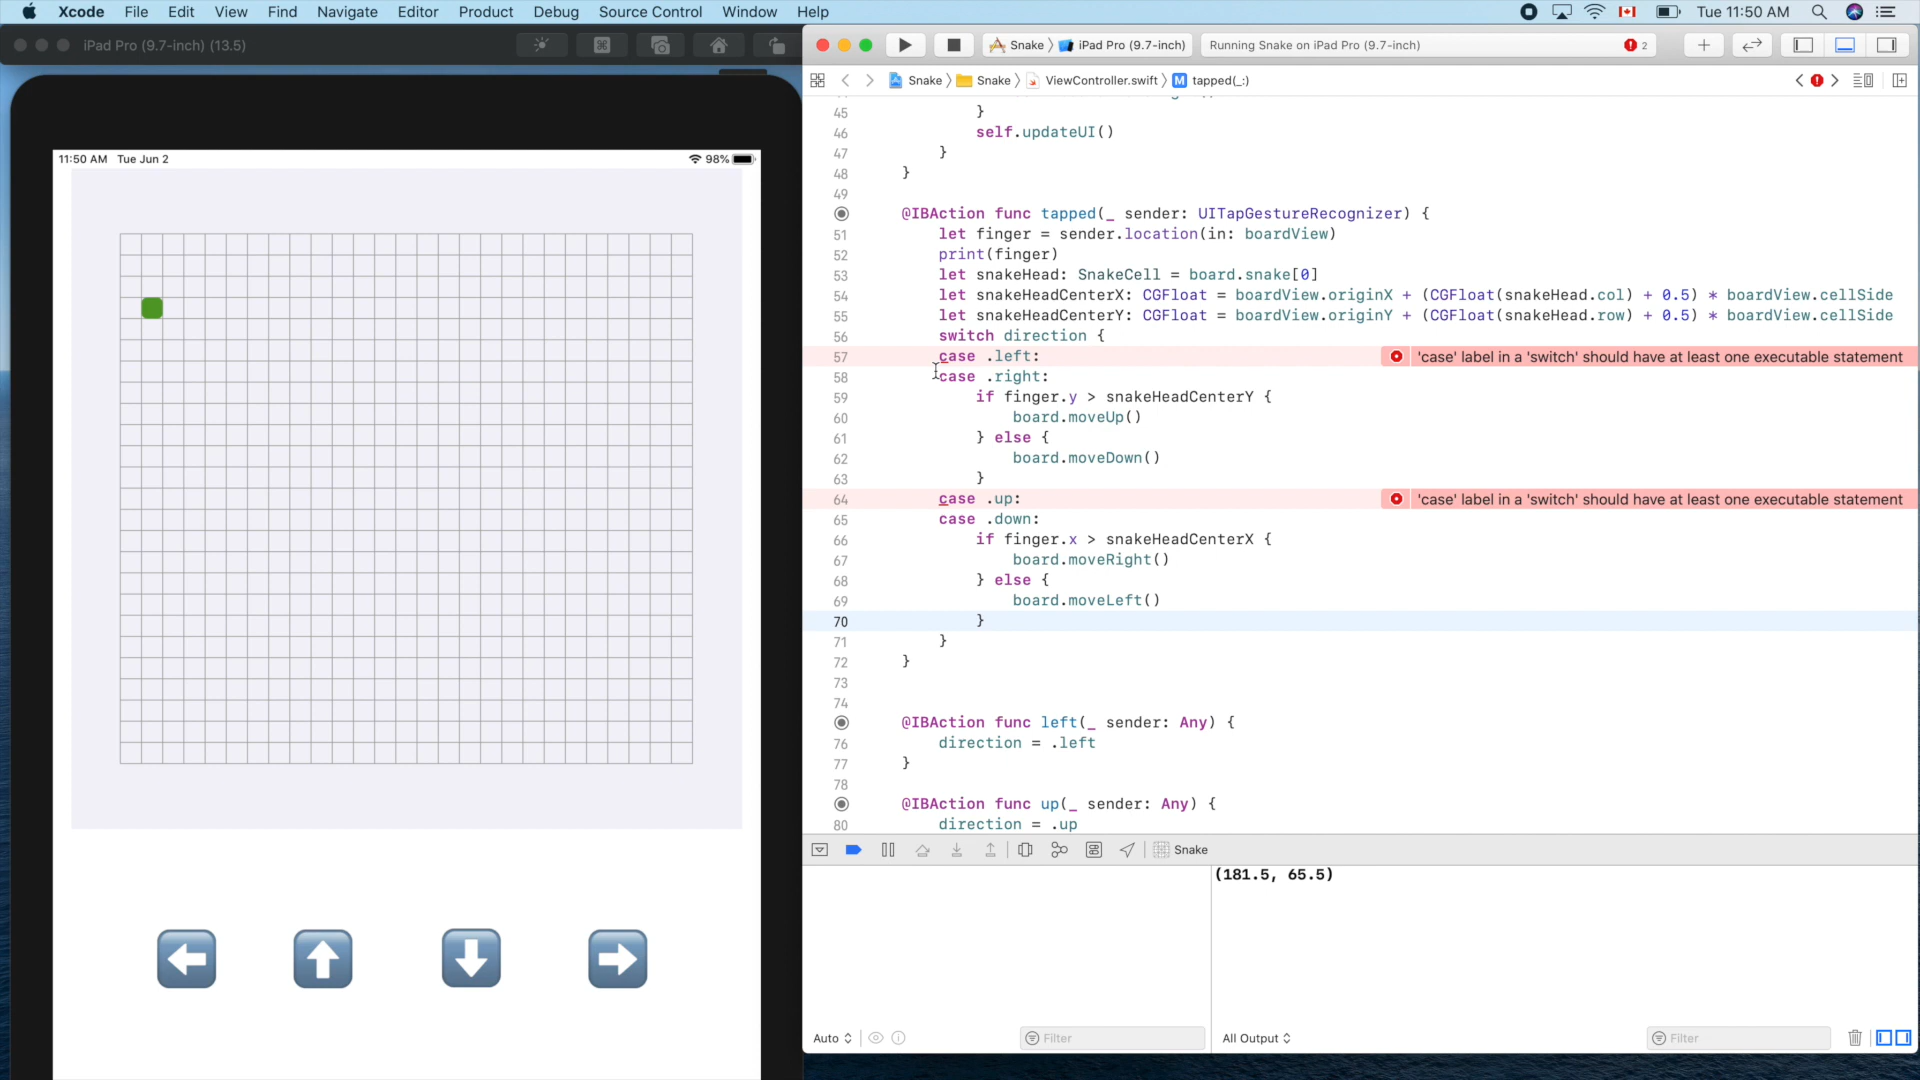 Xcode File Edit View Find Navigate Editor Product Debug Source Control Window Help Tue 11:50 AM
iPad Pro (9.7-inch) (13.5)
Snake iPad Pro (9.7-inch) Running Snake on iPad Pro (9.7-inch) 2
Snake Snake ViewController.swift M tapped(_:)
11:50 AM Tue Jun 2 98%
45 }
46 self.updateUI()
47 }
48 }
49
@IBAction func tapped(_ sender: UITapGestureRecognizer) {
51 let finger = sender.location(in: boardView)
52 print(finger)
53 let snakeHead: SnakeCell = board.snake[0]
54 let snakeHeadCenterX: CGFloat = boardView.originX + (CGFloat(snakeHead.col) + 0.5) * boardView.cellSide
55 let snakeHeadCenterY: CGFloat = boardView.originY + (CGFloat(snakeHead.row) + 0.5) * boardView.cellSide
56 switch direction {
57 case .left: 'case' label in a 'switch' should have at least one executable statement
58 case .right:
59 if finger.y > snakeHeadCenterY {
60 board.moveUp()
61 } else {
62 board.moveDown()
63 }
64 case .up: 'case' label in a 'switch' should have at least one executable statement
65 case .down:
66 if finger.x > snakeHeadCenterX {
67 board.moveRight()
68 } else {
69 board.moveLeft()
70 }
71 }
72 }
73
74
@IBAction func left(_ sender: Any) {
76 direction = .left
77 }
78
@IBAction func up(_ sender: Any) {
80 direction = .up
Snake
(181.5, 65.5)
Auto Filter All Output Filter